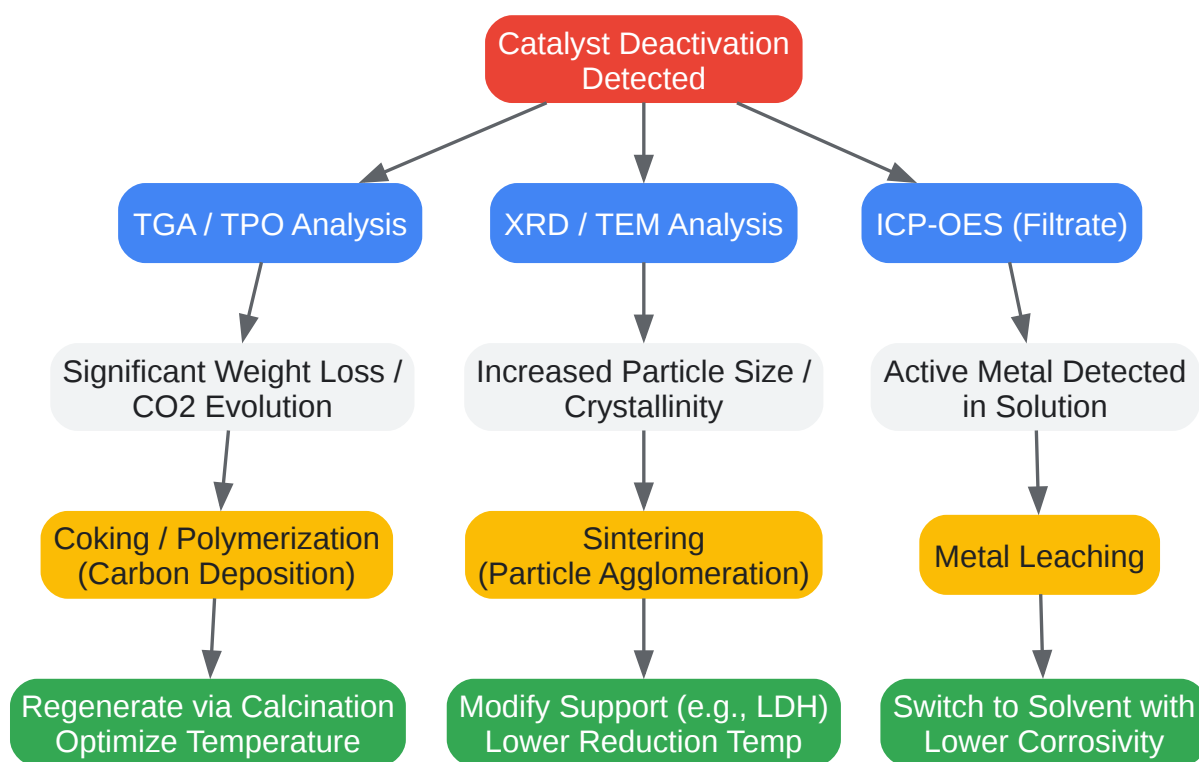 Catalyst Deactivation
Detected
TGA / TPO Analysis
XRD / TEM Analysis
ICP-OES (Filtrate)
Significant Weight Loss /
CO2 Evolution
Increased Particle Size /
Crystallinity
Active Metal Detected
in Solution
Coking / Polymerization
(Carbon Deposition)
Sintering
(Particle Agglomeration)
Metal Leaching
Regenerate via Calcination
Optimize Temperature
Modify Support (e.g., LDH)
Lower Reduction Temp
Switch to Solvent with
Lower Corrosivity